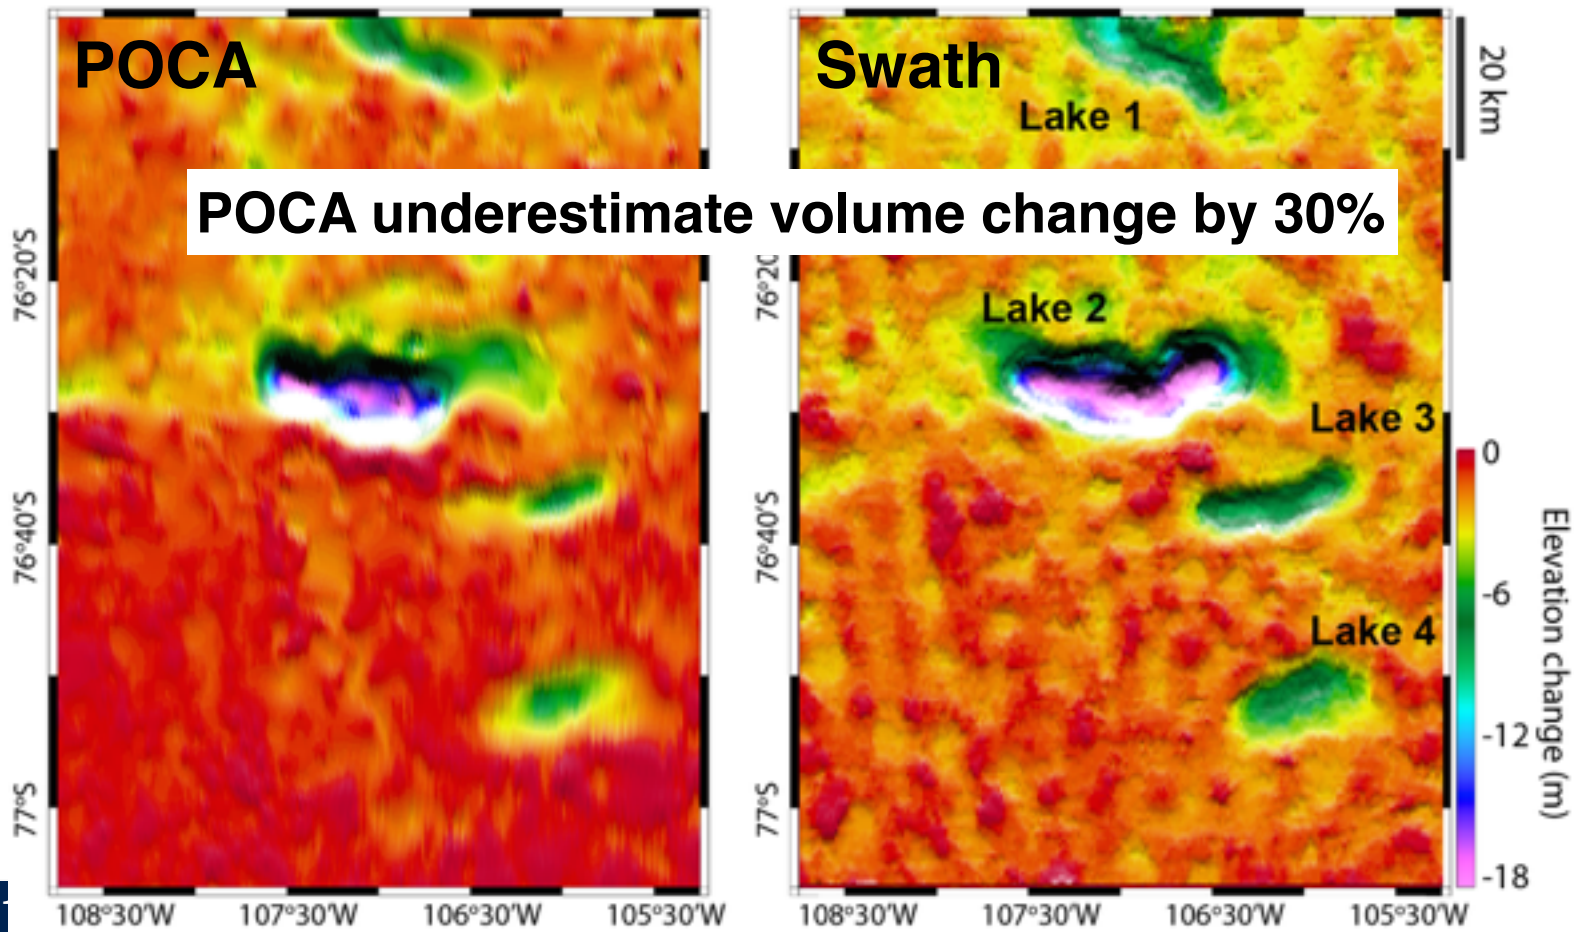 POCA
Swath
20 km
Lake 1
POCA underestimate volume change by 30%
76°20'S
76°20
Lake 2
Lake 3
0
76°40'S
76°40'S
-6
Elevation change (m)
Lake 4
-12
77°S
77°S
-18
108°30'W 107°30'W 106°30'W 105°30'W
108°30'W 107°30'W 106°30'W 105°30'W